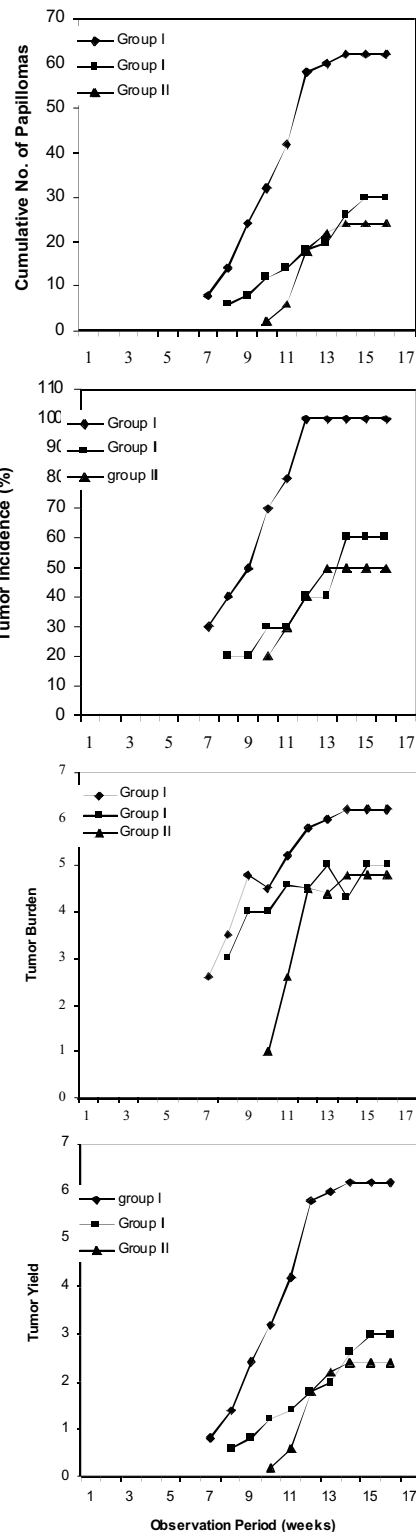 Cumulative No. of Papillomas
70
60
50
40
30
20
10
0
Group I
Group I
Group II
1 3 5 7 9 11 13 15 17
Tumor Incidence (%)
110
100
90
80
70
60
50
40
30
20
10
0
Group I
Group I
group II
1 3 5 7 9 11 13 15 17
Tumor Burden
7
6
5
4
3
2
1
0
Group I
Group I
Group II
1 3 5 7 9 11 13 15 17
Tumor Yield
7
6
5
4
3
2
1
0
group I
Group I
Group II
1 3 5 7 9 11 13 15 17
Observation Period (weeks)